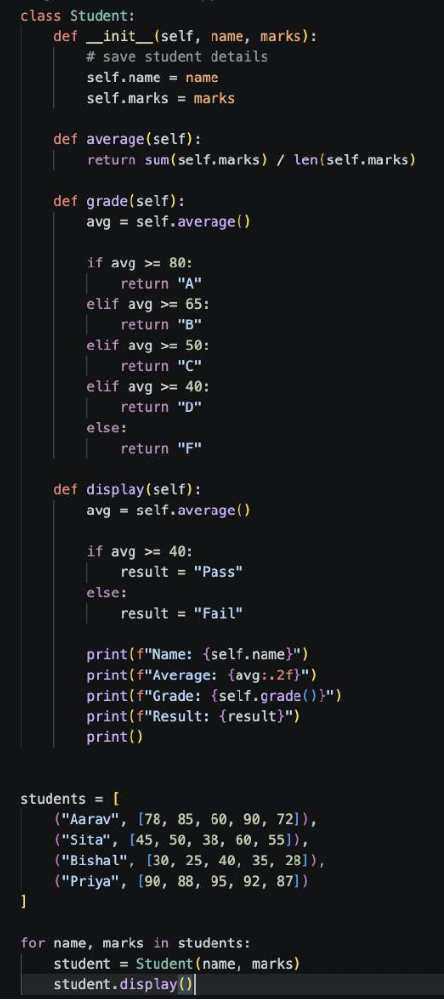 class Student:
    def __init__(self, name, marks):
        # save student details
        self.name = name
        self.marks = marks

    def average(self):
        return sum(self.marks) / len(self.marks)

    def grade(self):
        avg = self.average()

        if avg >= 80:
            return "A"
        elif avg >= 65:
            return "B"
        elif avg >= 50:
            return "C"
        elif avg >= 40:
            return "D"
        else:
            return "F"

    def display(self):
        avg = self.average()

        if avg >= 40:
            result = "Pass"
        else:
            result = "Fail"

        print(f"Name: {self.name}")
        print(f"Average: {avg:.2f}")
        print(f"Grade: {self.grade()}")
        print(f"Result: {result}")
        print()


students = [
    ("Aarav", [78, 85, 60, 90, 72]),
    ("Sita", [45, 50, 38, 60, 55]),
    ("Bishal", [30, 25, 40, 35, 28]),
    ("Priya", [90, 88, 95, 92, 87])
]

for name, marks in students:
    student = Student(name, marks)
    student.display()